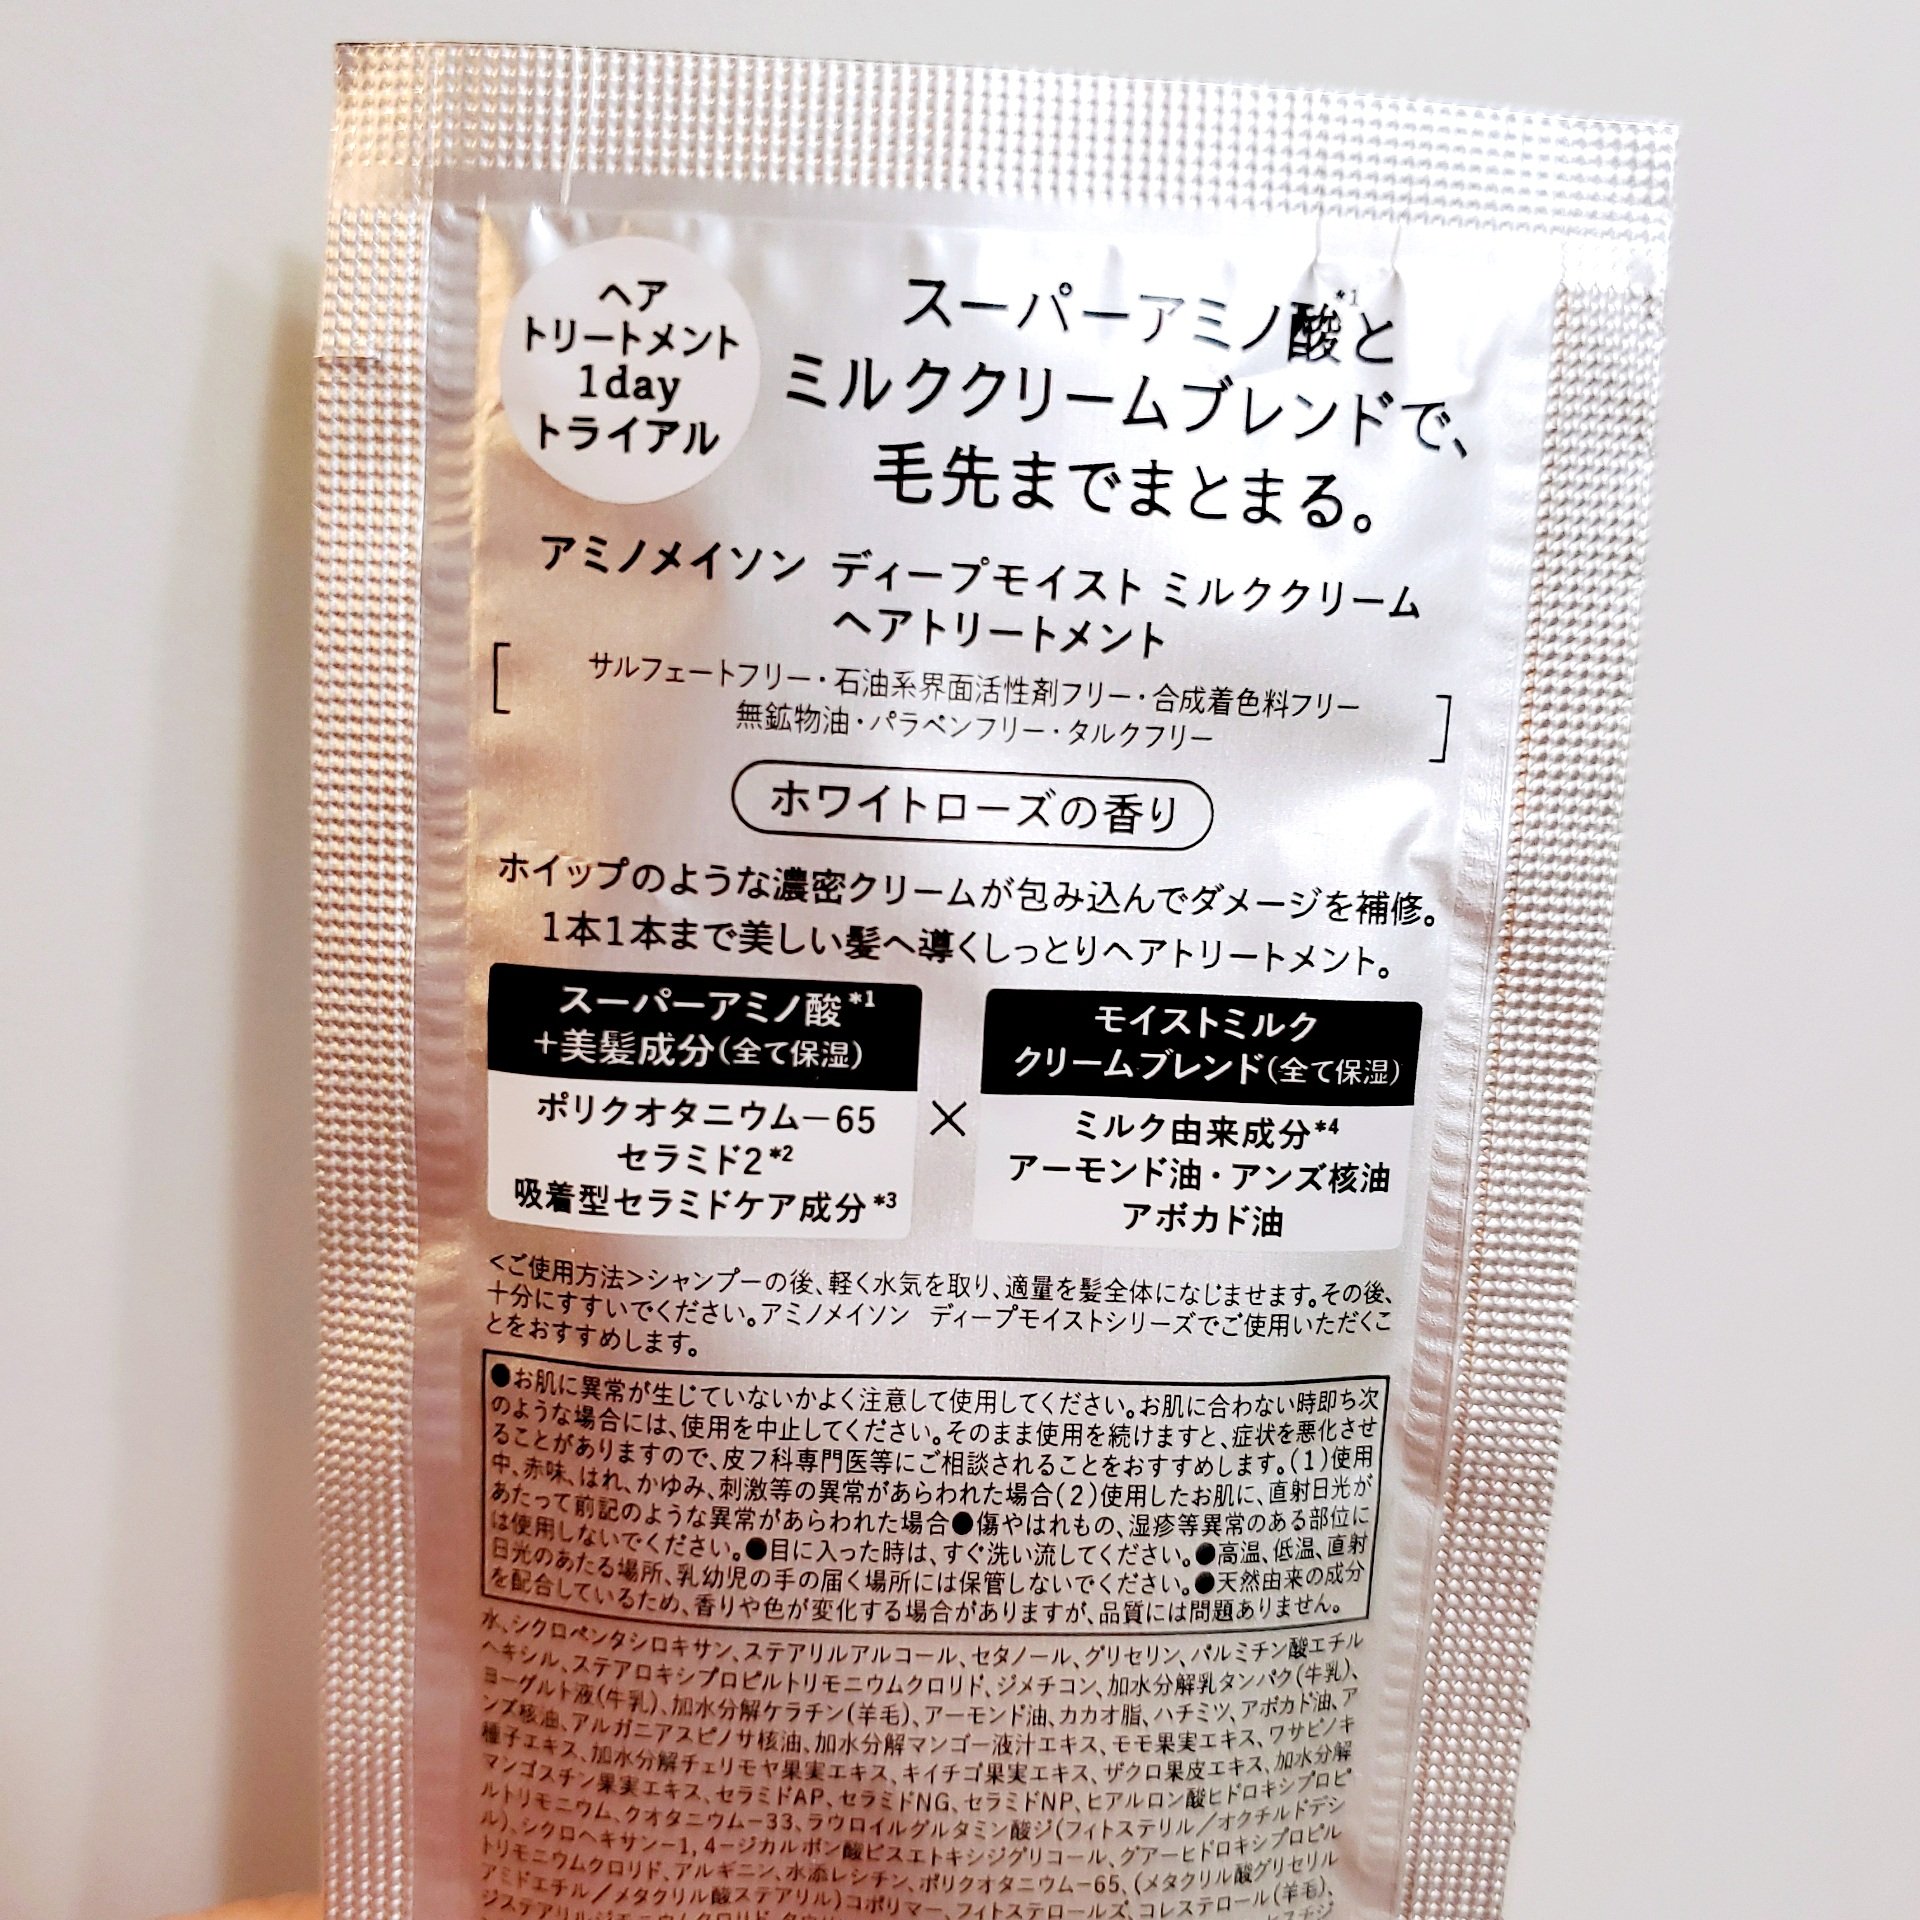 ヘア
トリートメント
1day
トライアル
スーパーアミノ酸*1と
ミルククリームブレンドで、
毛先までまとまる。
アミノメイソン ディープモイスト ミルククリーム
ヘアトリートメント
サルフェートフリー・石油系界面活性剤フリー・合成着色料フリー
無鉱物油・パラベンフリー・タルクフリー
ホワイトローズの香り
ホイップのような濃密クリームが包み込んでダメージを補修。
1本1本まで美しい髪へ導くしっとりヘアトリートメント。
スーパーアミノ酸*1
+美髪成分(全て保湿)
ポリクオタニウム－65
セラミド2*2
吸着型セラミドケア成分*3
×
モイストミルク
クリームブレンド(全て保湿)
ミルク由来成分*4
アーモンド油・アンズ核油
アボカド油
<ご使用方法>シャンプーの後、軽く水気を取り、適量を髪全体になじませます。その後、
十分にすすいでください。アミノメイソン ディープモイストシリーズでご使用いただくこ
とをおすすめします。
●お肌に異常が生じていないかよく注意して使用してください。お肌に合わない時即ち次
のような場合には、使用を中止してください。そのまま使用を続けますと、症状を悪化させ
ることがありますので、皮フ科専門医等にご相談されることをおすすめします。(1)使用
中、赤味、はれ、かゆみ、刺激等の異常があらわれた場合(2)使用したお肌に、直射日光が
あたって前記のような異常があらわれた場合●傷やはれもの、湿疹等異常のある部位に
は使用しないでください。●目に入った時は、すぐ洗い流してください。●高温、低温、直射
日光のあたる場所、乳幼児の手の届く場所には保管しないでください。●天然由来の成分
を配合しているため、香りや色が変化する場合がありますが、品質には問題ありません。
水、シクロペンタシロキサン、ステアリルアルコール、セタノール、グリセリン、パルミチン酸エチル
ヘキシル、ステアロキシプロピルトリモニウムクロリド、ジメチコン、加水分解乳タンパク(牛乳)、
ヨーグルト液(牛乳)、加水分解ケラチン(羊毛)、アーモンド油、カカオ脂、ハチミツ、アボカド油、ア
ンズ核油、アルガニアスピノサ核油、加水分解マンゴー液汁エキス、モモ果実エキス、ワサビノキ
種子エキス、加水分解チェリモヤ果実エキス、キイチゴ果実エキス、ザクロ果皮エキス、加水分解
マンゴスチン果実エキス、セラミドAP、セラミドNG、セラミドNP、ヒアルロン酸ヒドロキシプロピ
ルトリモニウム、クオタニウム－33、ラウロイルグルタミン酸ジ(フィトステリル／オクチルドデシ
ル)、シクロヘキサン－1, 4－ジカルボン酸ビスエトキシジグリコール、グアーヒドロキシプロピル
トリモニウムクロリド、アルギニン、水添レシチン、ポリクオタニウム－65、(メタクリル酸グリセリル
アミドエチル／メタクリル酸ステアリル)コポリマー、フィトステロールズ、コレステロール(羊毛)、
ジステアリルジモニウムクロリド、